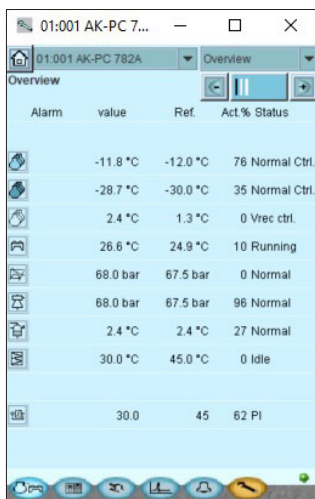 01:001 AK-PC 7...
01:001 AK-PC 782A Overview
Overview
Alarm value Ref. Act.% Status
-11.8 °C -12.0 °C 76 Normal Ctrl.
-28.7 °C -30.0 °C 35 Normal Ctrl.
2.4 °C 1.3 °C 0 Vrec ctrl.
26.6 °C 24.9 °C 10 Running
68.0 bar 67.5 bar 0 Normal
68.0 bar 67.5 bar 96 Normal
2.4 °C 2.4 °C 27 Normal
30.0 °C 45.0 °C 0 Idle
30.0 45 62 PI